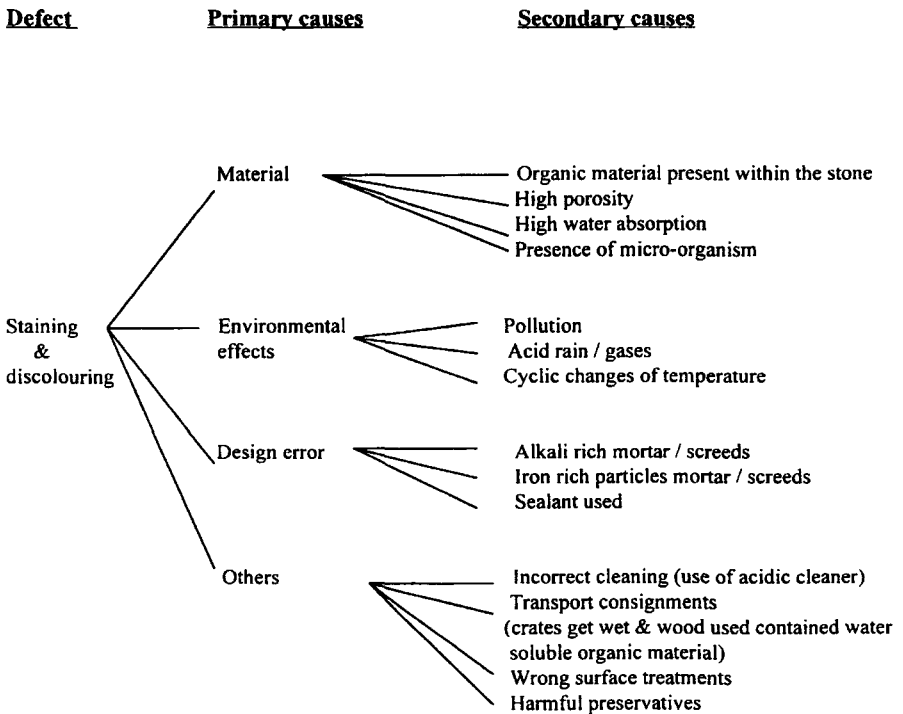 Defect Primary causes Secondary causes
Material
Organic material present within the stone
High porosity
High water absorption
Presence of micro-organism
Staining
&
discolouring
Environmental
effects
Pollution
Acid rain / gases
Cyclic changes of temperature
Design error
Alkali rich mortar / screeds
Iron rich particles mortar / screeds
Sealant used
Others
Incorrect cleaning (use of acidic cleaner)
Transport consignments
(crates get wet & wood used contained water
soluble organic material)
Wrong surface treatments
Harmful preservatives